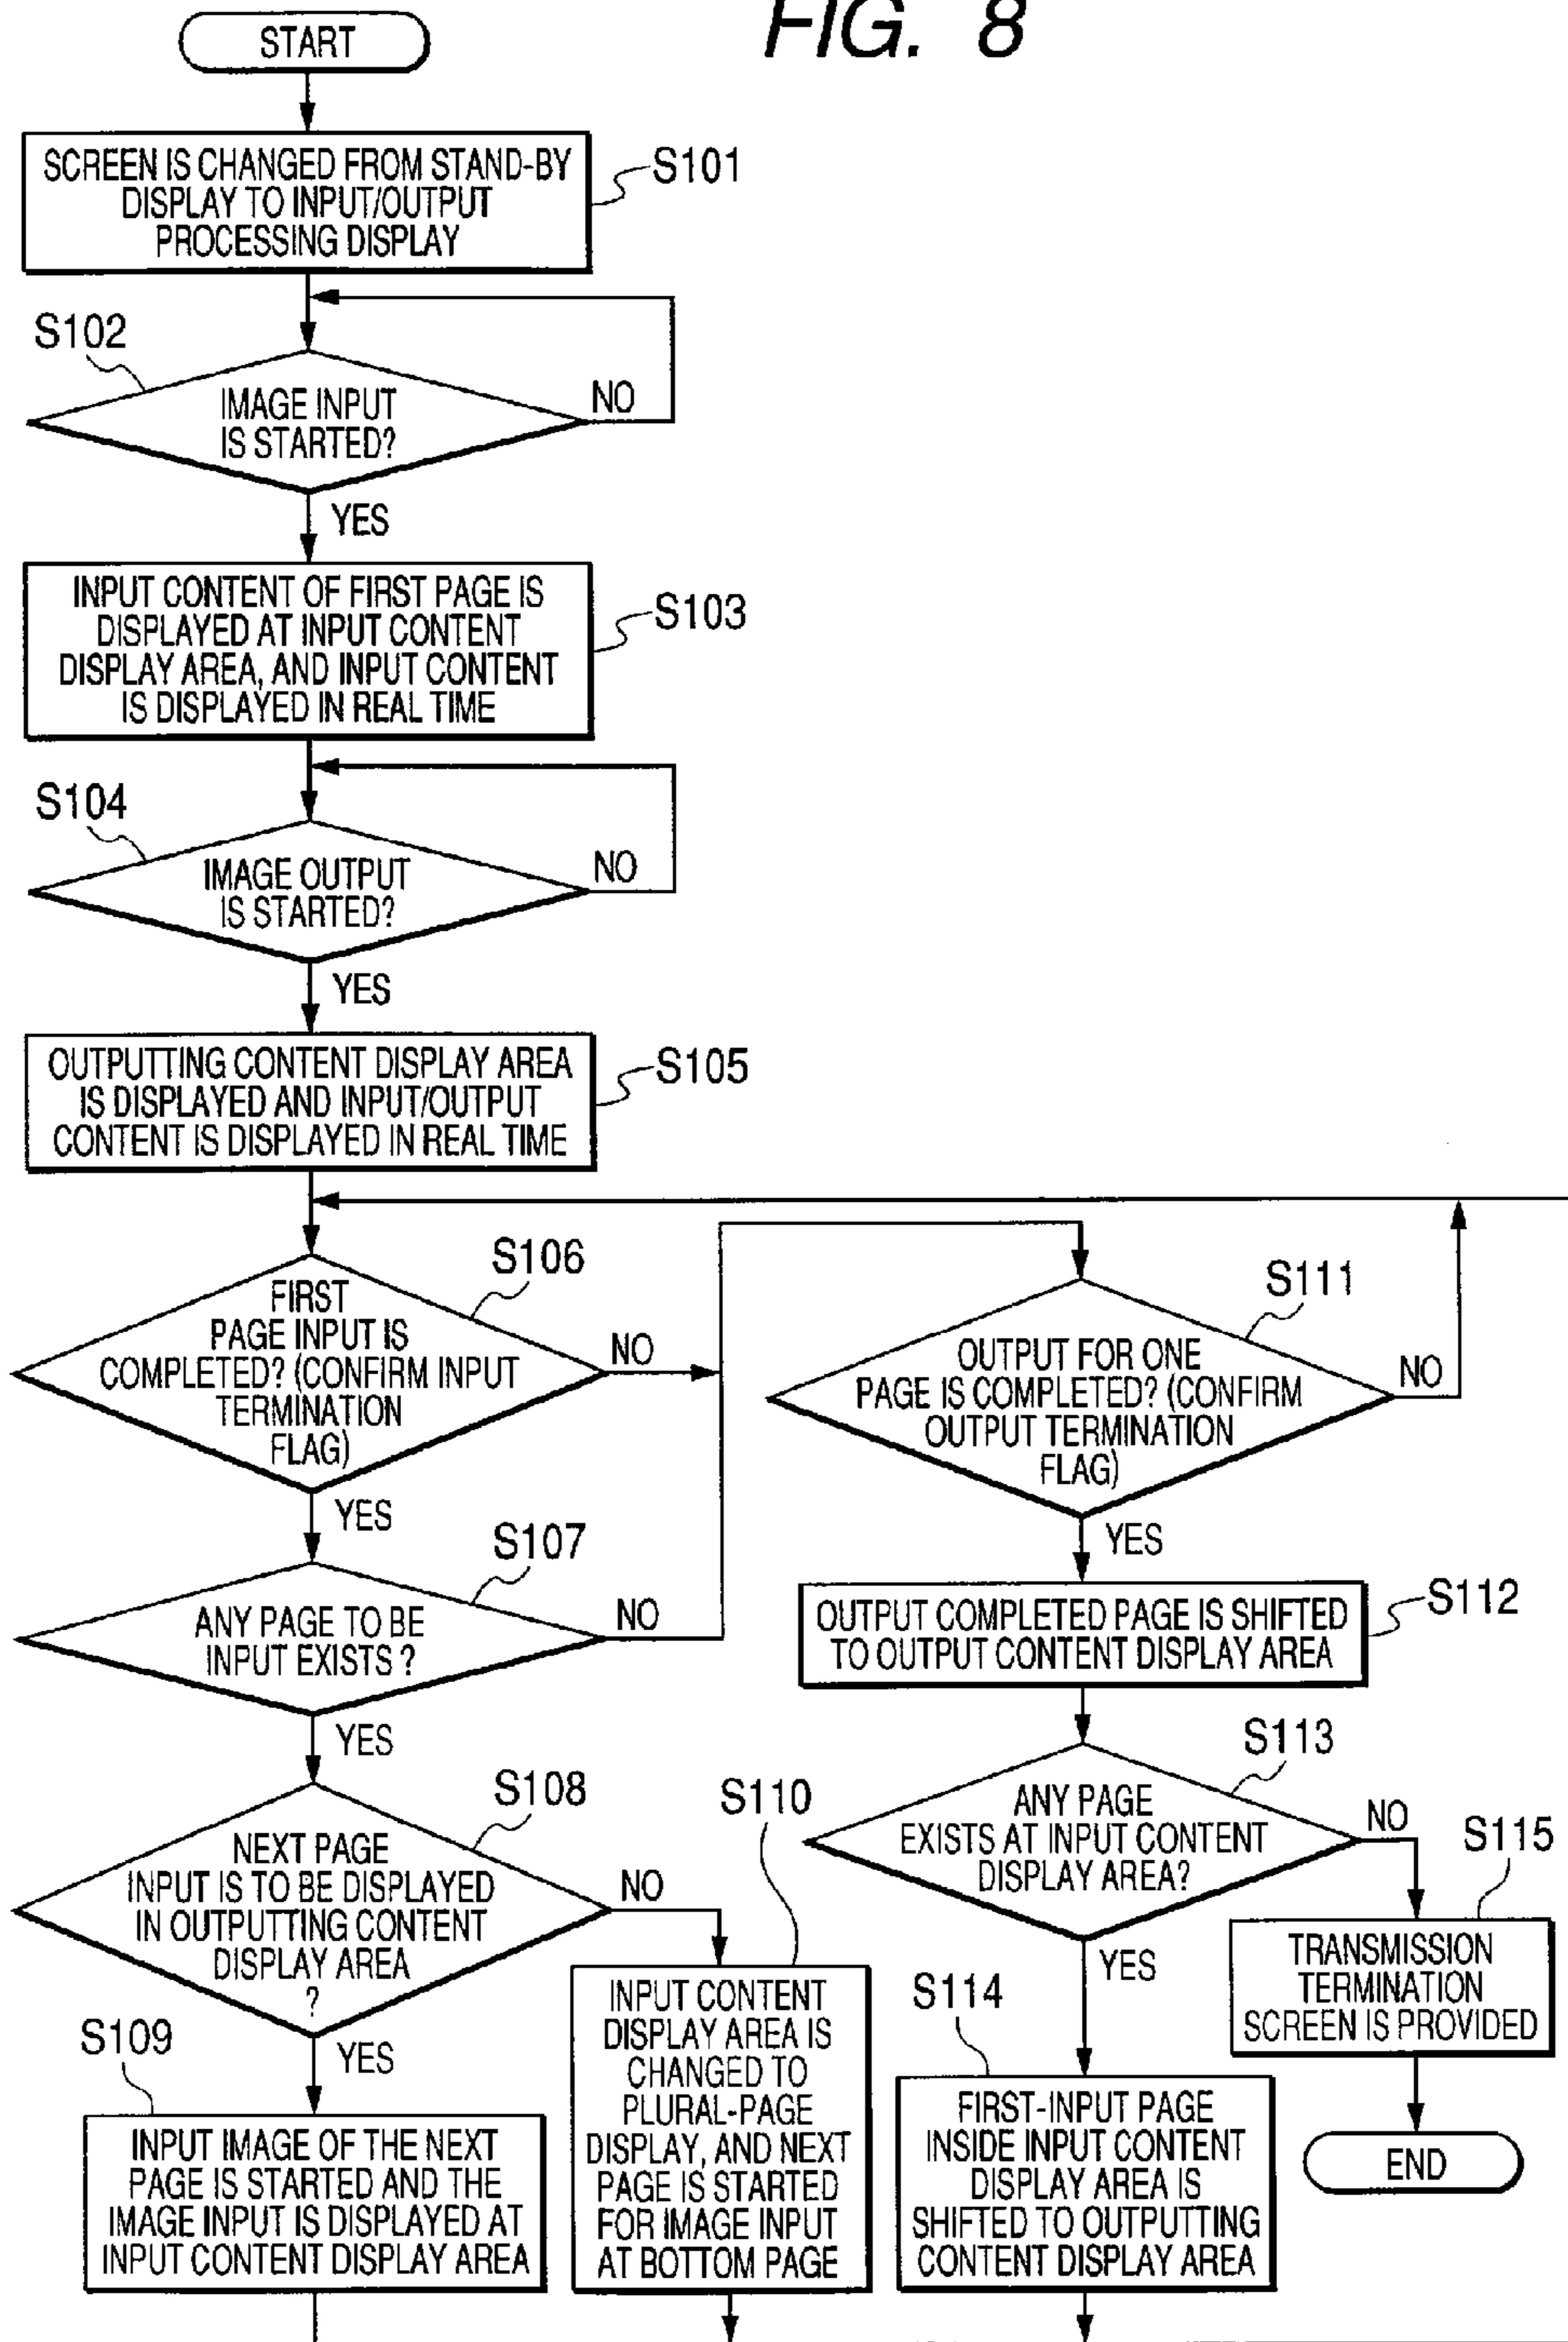 FIG. 8
START
SCREEN IS CHANGED FROM STAND-BY
DISPLAY TO INPUT/OUTPUT
PROCESSING DISPLAY
S101
S102
IMAGE INPUT
IS STARTED?
NO
YES
INPUT CONTENT OF FIRST PAGE IS
DISPLAYED AT INPUT CONTENT
DISPLAY AREA, AND INPUT CONTENT
IS DISPLAYED IN REAL TIME
S103
S104
IMAGE OUTPUT
IS STARTED?
NO
YES
OUTPUTTING CONTENT DISPLAY AREA
IS DISPLAYED AND INPUT/OUTPUT
CONTENT IS DISPLAYED IN REAL TIME
S105
S106
FIRST
PAGE INPUT IS
COMPLETED? (CONFIRM INPUT
TERMINATION
FLAG)
NO
YES
S107
ANY PAGE TO BE
INPUT EXISTS ?
NO
YES
S108
NEXT PAGE
INPUT IS TO BE DISPLAYED
IN OUTPUTTING CONTENT
DISPLAY AREA
?
NO
YES
S109
INPUT IMAGE OF THE NEXT
PAGE IS STARTED AND THE
IMAGE INPUT IS DISPLAYED AT
INPUT CONTENT DISPLAY AREA
S110
INPUT CONTENT
DISPLAY AREA IS
CHANGED TO
PLURAL-PAGE
DISPLAY, AND NEXT
PAGE IS STARTED
FOR IMAGE INPUT
AT BOTTOM PAGE
S111
OUTPUT FOR ONE
PAGE IS COMPLETED? (CONFIRM
OUTPUT TERMINATION
FLAG)
NO
YES
OUTPUT COMPLETED PAGE IS SHIFTED
TO OUTPUT CONTENT DISPLAY AREA
S112
S113
ANY PAGE
EXISTS AT INPUT CONTENT
DISPLAY AREA?
NO
YES
S114
FIRST-INPUT PAGE
INSIDE INPUT CONTENT
DISPLAY AREA IS
SHIFTED TO OUTPUTTING
CONTENT DISPLAY AREA
S115
TRANSMISSION
TERMINATION
SCREEN IS PROVIDED
END